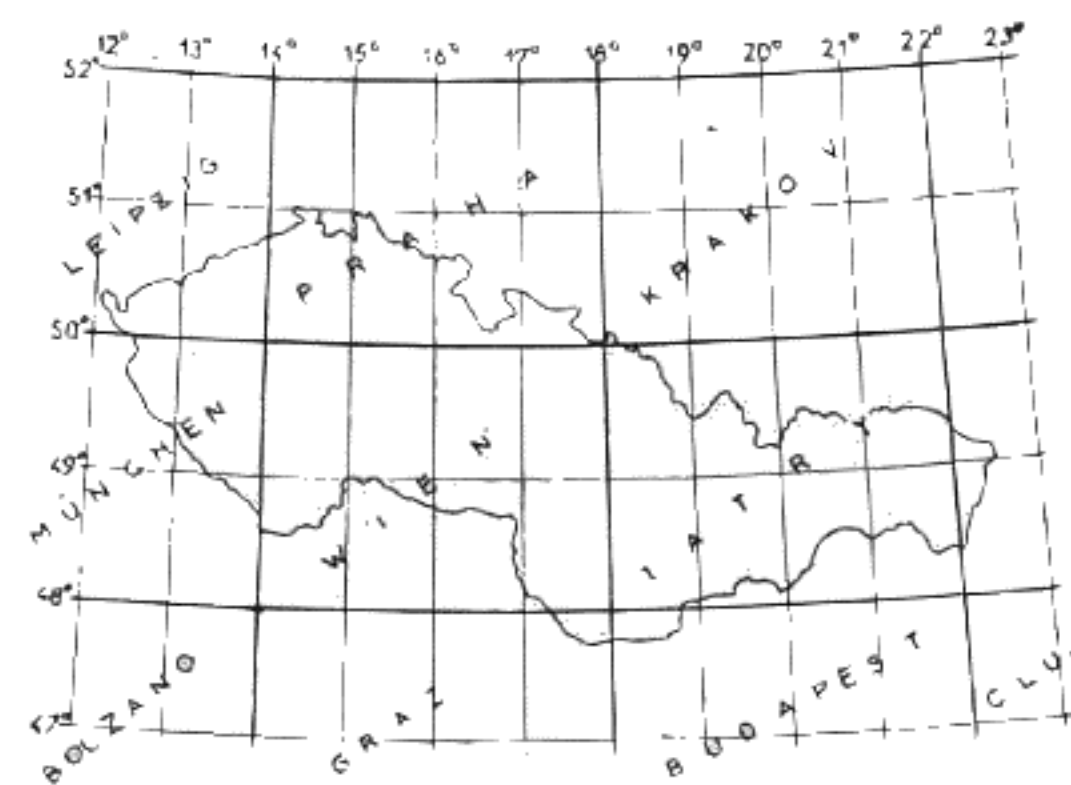 12° 13° 14° 15° 16° 17° 18° 19° 20° 21° 22° 23°
52°
51°
50°
49°
48°
47°
LEIPZIG
PRAHA
KRAKOV
MÜNCHEN
WIEN
TATRI
BOLZANO
GRAZ
BUDAPEST
CLU